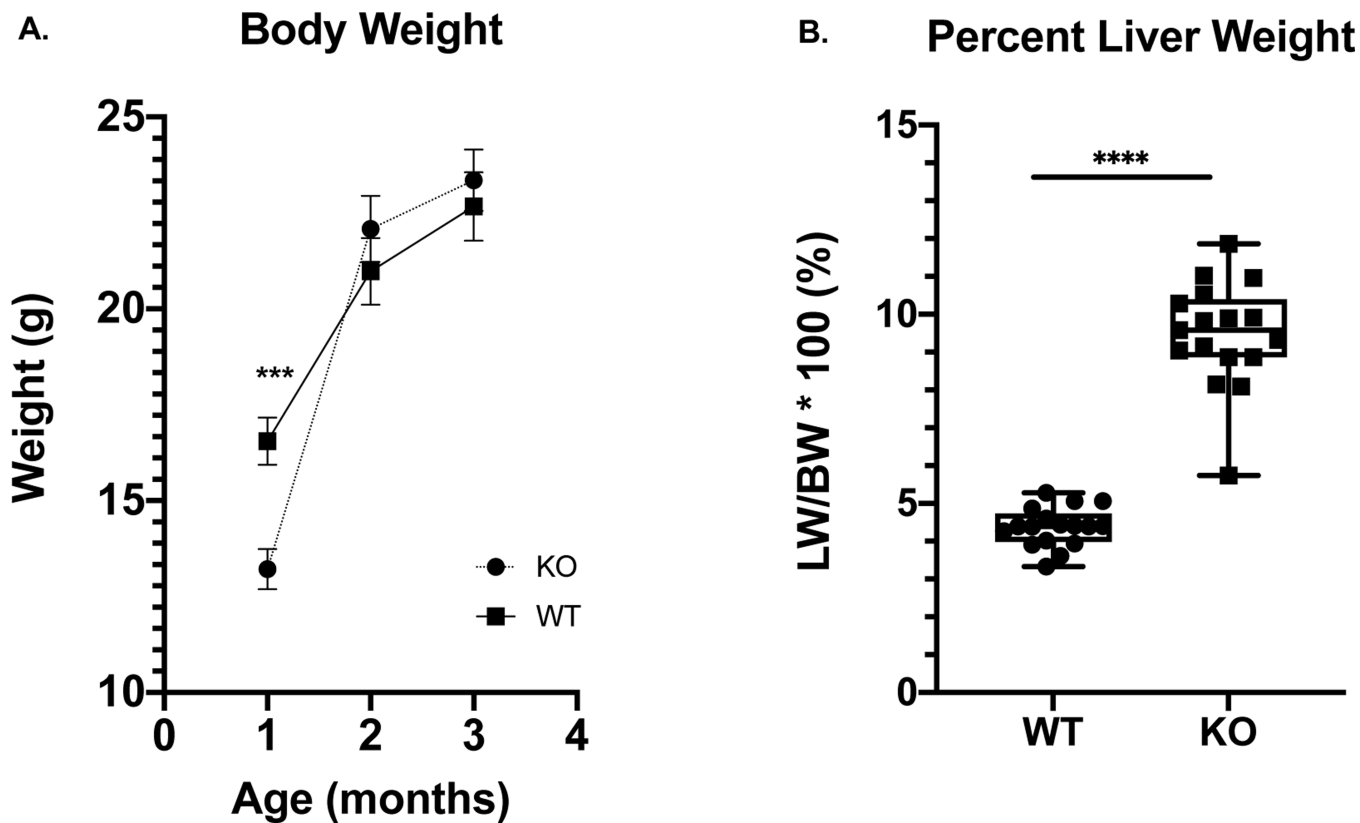 A.
Body Weight
25
20
15
10
Weight (g)
***
KO
WT
0 1 2 3 4
Age (months)
B.
Percent Liver Weight
15
10
5
0
LW/BW * 100 (%)
****
WT KO